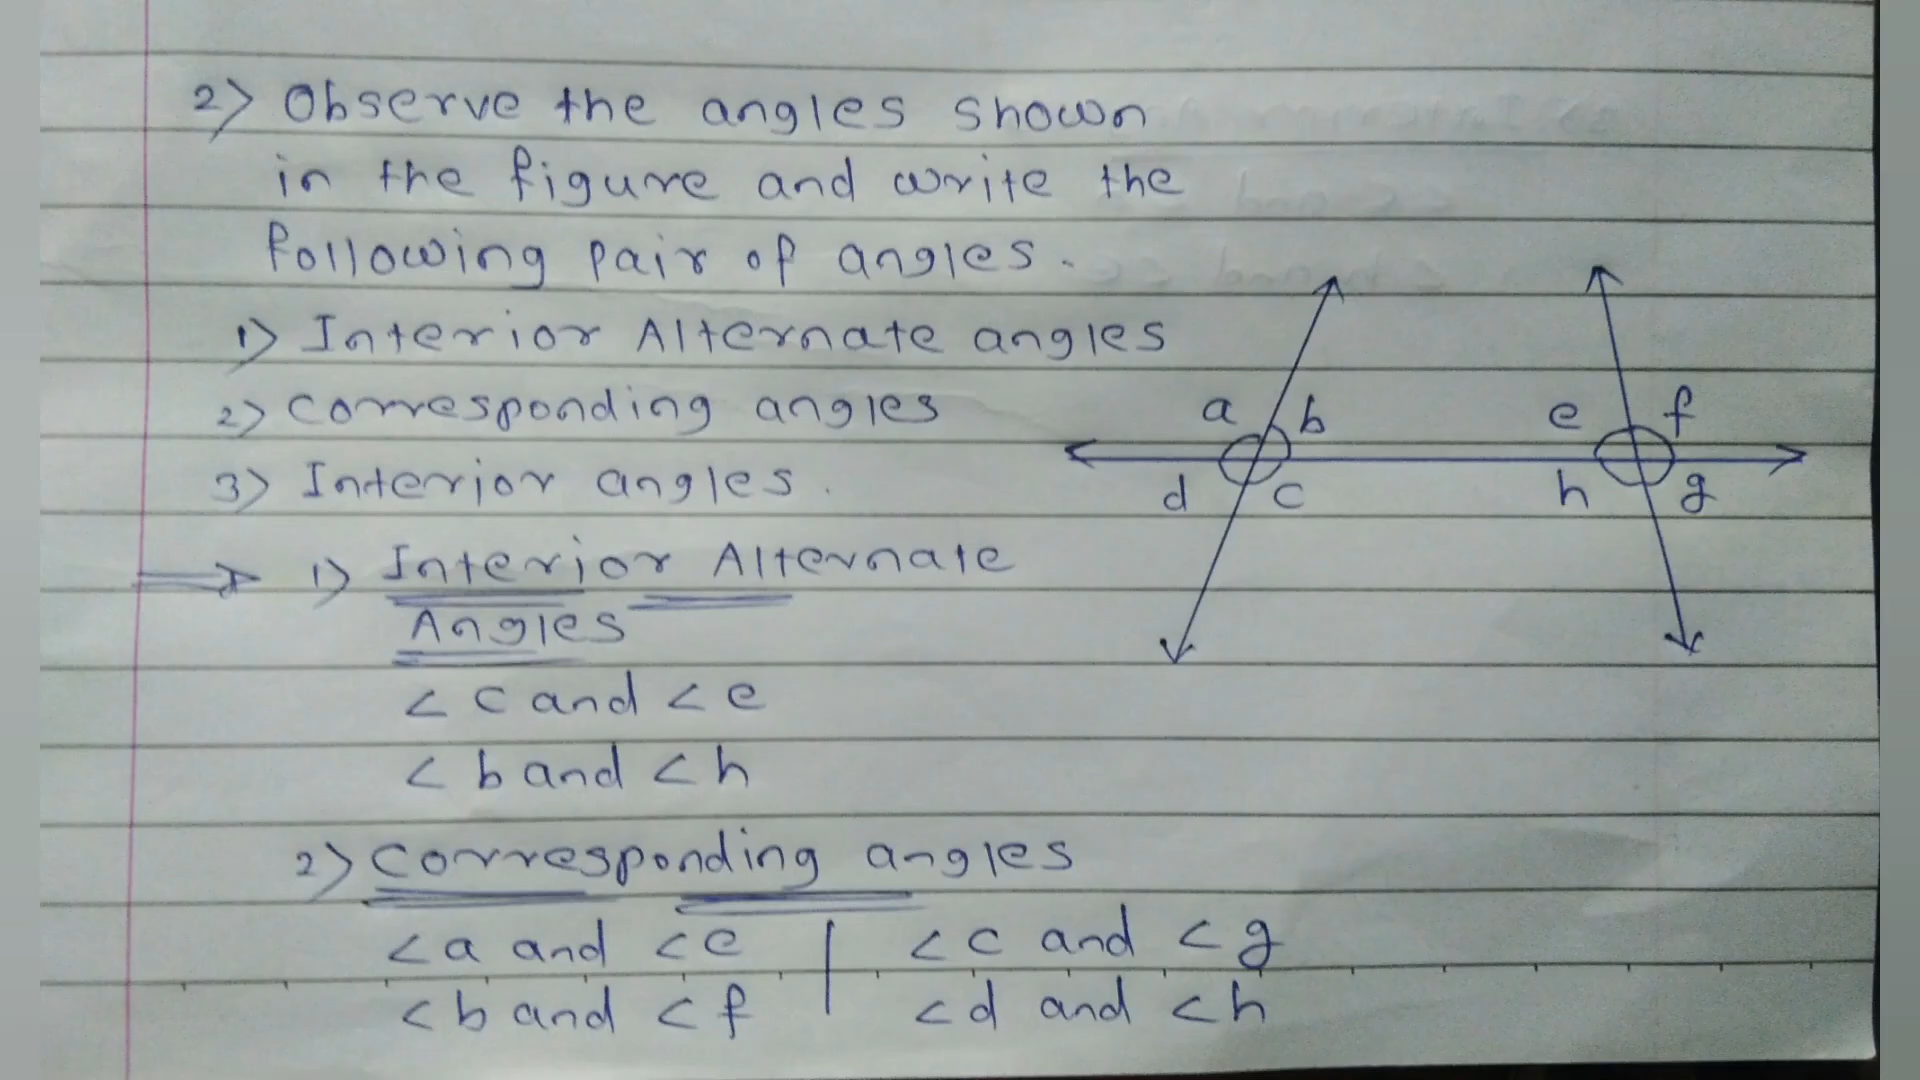 2) Observe the angles shown
in the figure and write the
following pair of angles.
1) Interior Alternate angles
2) Corresponding angles
3) Interior angles.
a b e f
d c h g
⇒ 1) Interior Alternate
Angles
< c and < e
< b and < h
2) Corresponding angles
< a and < e | < c and < g
< b and < f | < d and < h